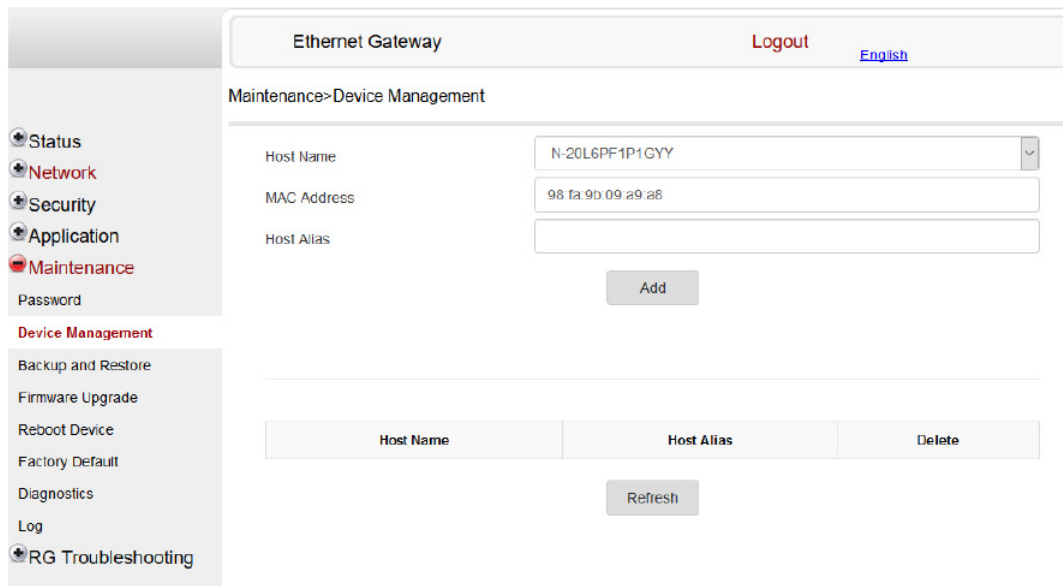 Ethernet Gateway
Logout
English
Maintenance>Device Management
Status
Network
Security
Application
Maintenance
Password
Device Management
Backup and Restore
Firmware Upgrade
Reboot Device
Factory Default
Diagnostics
Log
RG Troubleshooting
Host Name
N-20L6PF1P1GYY
MAC Address
98:fa:9b:09:a9:a8
Host Alias
Add
Host Name Host Alias Delete
Refresh